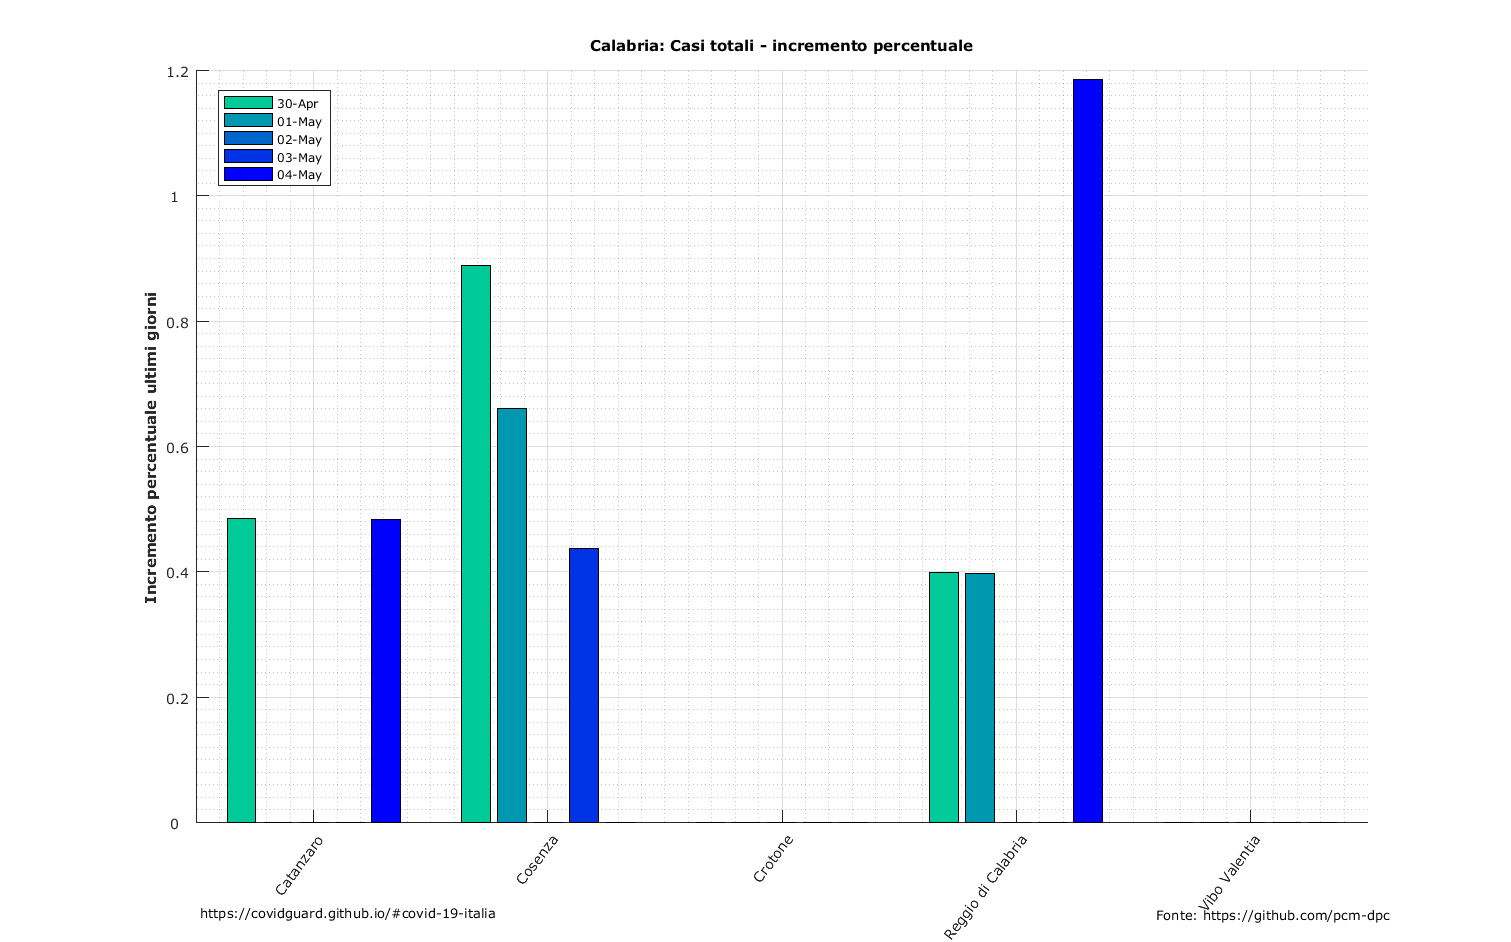 Calabria: Casi totali - incremento percentuale
1.2
1
0.8
0.6
0.4
0.2
0
Incremento percentuale ultimi giorni
30-Apr
01-May
02-May
03-May
04-May
Catanzaro
Cosenza
Crotone
Reggio di Calabria
Vibo Valentia
https://covidguard.github.io/#covid-19-italia
Fonte: https://github.com/pcm-dpc